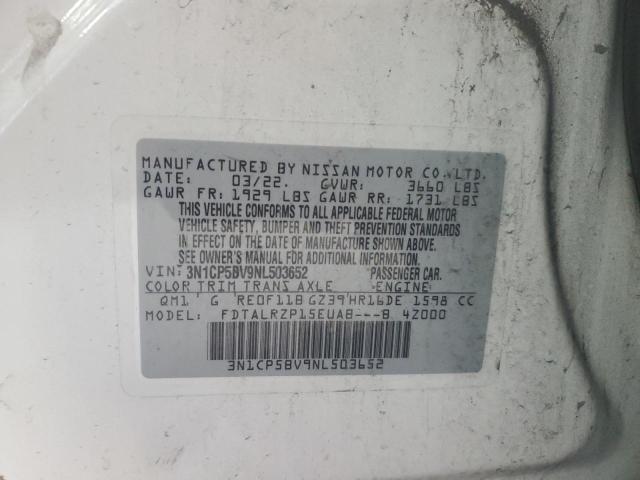 MANUFACTURED BY NISSAN MOTOR CO., LTD.
DATE: 03/22. GVWR: 3660 LBS
GAWR FR: 1929 LBS GAWR RR: 1731 LBS
THIS VEHICLE CONFORMS TO ALL APPLICABLE FEDERAL MOTOR
VEHICLE SAFETY, BUMPER AND THEFT PREVENTION STANDARDS
IN EFFECT ON THE DATE OF MANUFACTURE SHOWN ABOVE.
SEE OWNER'S MANUAL FOR ADDITIONAL INFORMATION.
VIN: 3N1CP5BV9NL503652 PASSENGER CAR.
COLOR TRIM TRANS AXLE ENGINE
QM1 G RE0F11B GZ39 HR16DE 1598 CC
MODEL: FDTALRZP15EUA8---B 4Z000
3N1CP5BV9NL503652